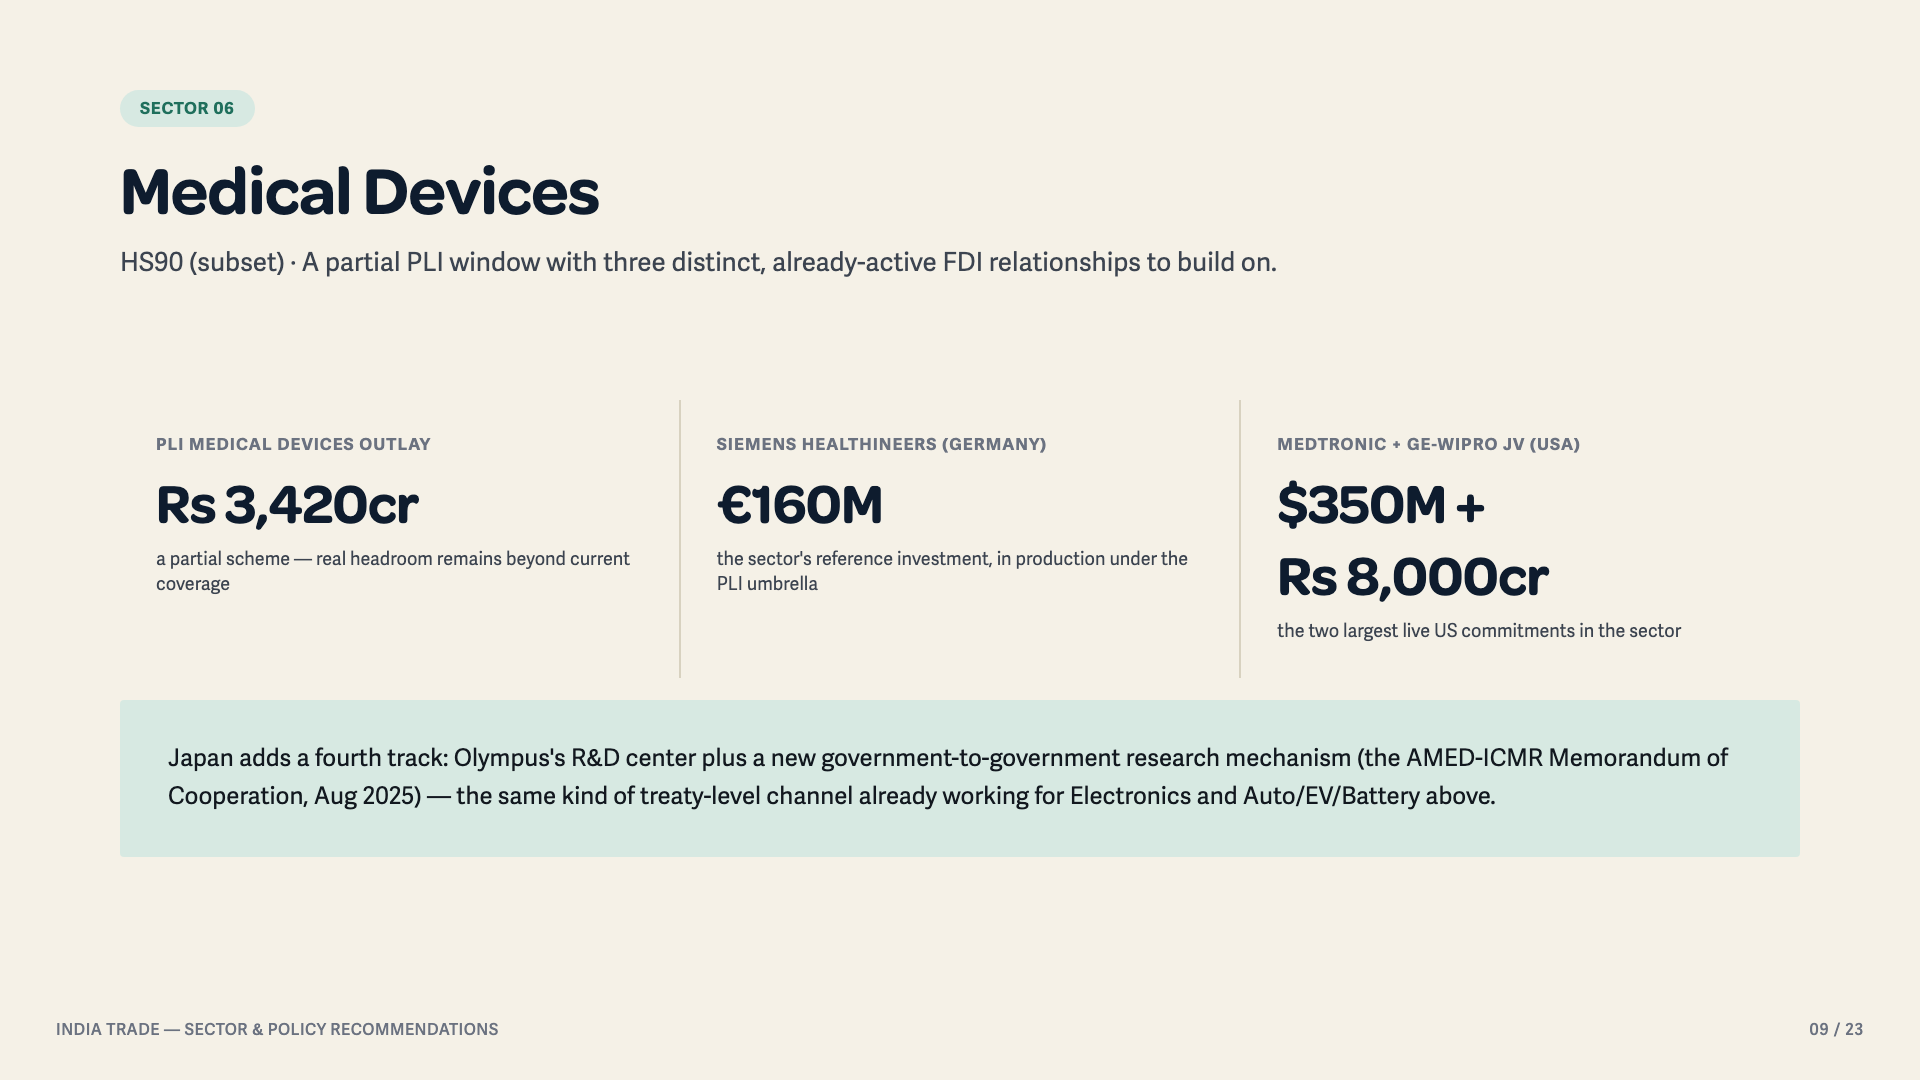 SECTOR 06
Medical Devices
HS90 (subset) · A partial PLI window with three distinct, already-active FDI relationships to build on.
PLI MEDICAL DEVICES OUTLAY
Rs 3,420cr
a partial scheme — real headroom remains beyond current
coverage
SIEMENS HEALTHINEERS (GERMANY)
€160M
the sector's reference investment, in production under the
PLI umbrella
MEDTRONIC + GE-WIPRO JV (USA)
$350M +
Rs 8,000cr
the two largest live US commitments in the sector
Japan adds a fourth track: Olympus's R&D center plus a new government-to-government research mechanism (the AMED-ICMR Memorandum of
Cooperation, Aug 2025) — the same kind of treaty-level channel already working for Electronics and Auto/EV/Battery above.
INDIA TRADE — SECTOR & POLICY RECOMMENDATIONS
09 / 23